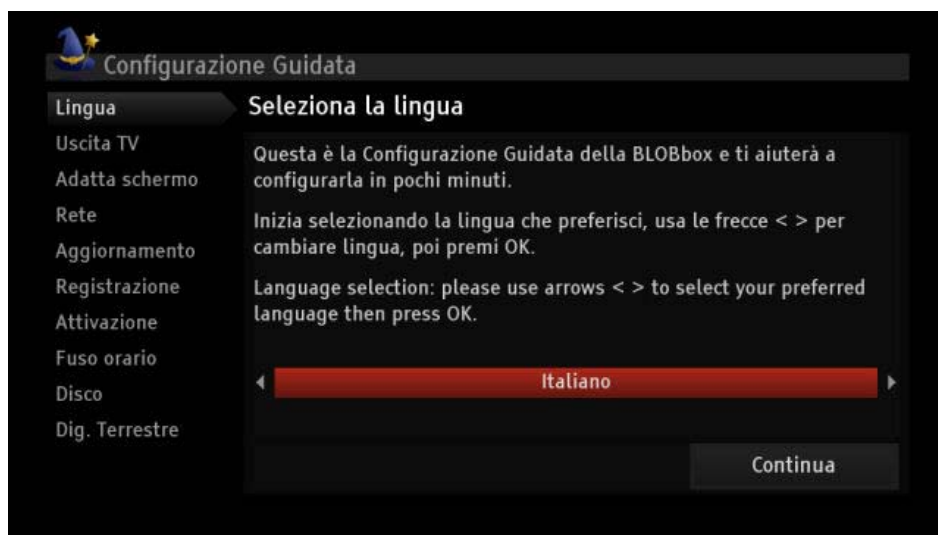 Configurazione Guidata
Lingua
Uscita TV
Adatta schermo
Rete
Aggiornamento
Registrazione
Attivazione
Fuso orario
Disco
Dig. Terrestre
Seleziona la lingua
Questa è la Configurazione Guidata della BLOBbox e ti aiuterà a
configurarla in pochi minuti.
Inizia selezionando la lingua che preferisci, usa le frecce < > per
cambiare lingua, poi premi OK.
Language selection: please use arrows < > to select your preferred
language then press OK.
Italiano
Continua